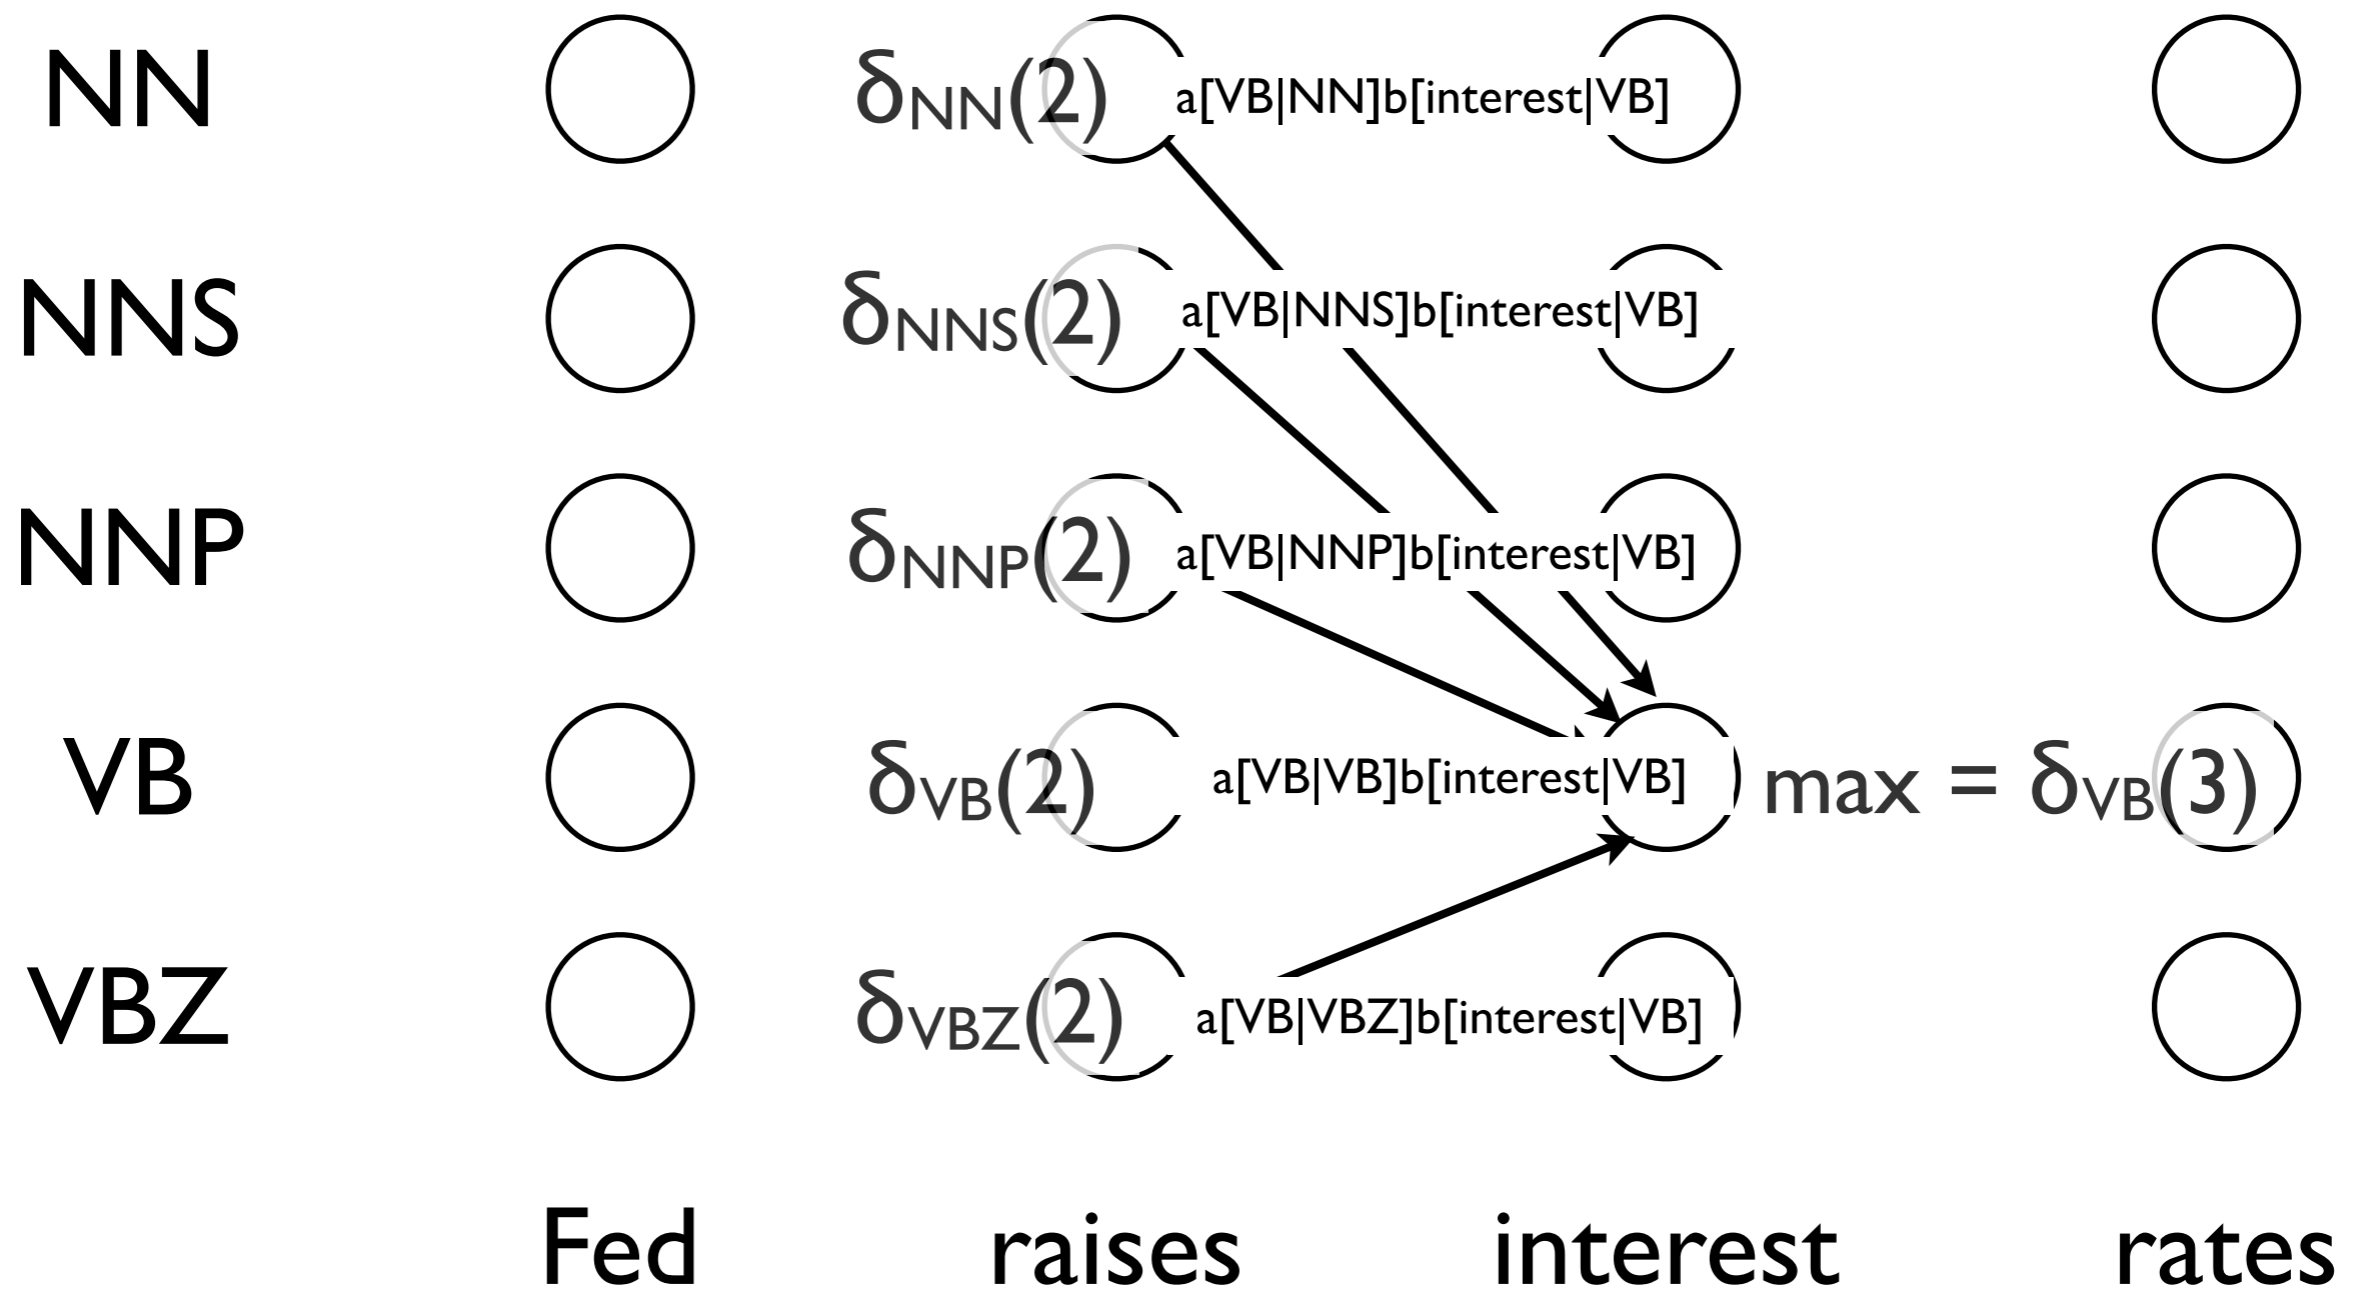 NN δNN(2) a[VB|NN]b[interest|VB]
NNS δNNS(2) a[VB|NNS]b[interest|VB]
NNP δNNP(2) a[VB|NNP]b[interest|VB]
VB δVB(2) a[VB|VB]b[interest|VB] max = δVB(3)
VBZ δVBZ(2) a[VB|VBZ]b[interest|VB]
Fed raises interest rates